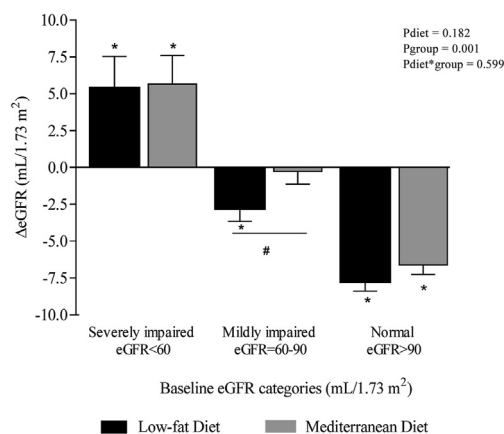 Pdiet = 0.182
Pgroup = 0.001
Pdiet*group = 0.599
ΔeGFR (mL/1.73 m²)
10.0
7.5
5.0
2.5
0.0
-2.5
-5.0
-7.5
-10.0
* *
*
#
* *
Severely impaired eGFR<60
Mildly impaired eGFR=60-90
Normal eGFR>90
Baseline eGFR categories (mL/1.73 m²)
Low-fat Diet
Mediterranean Diet